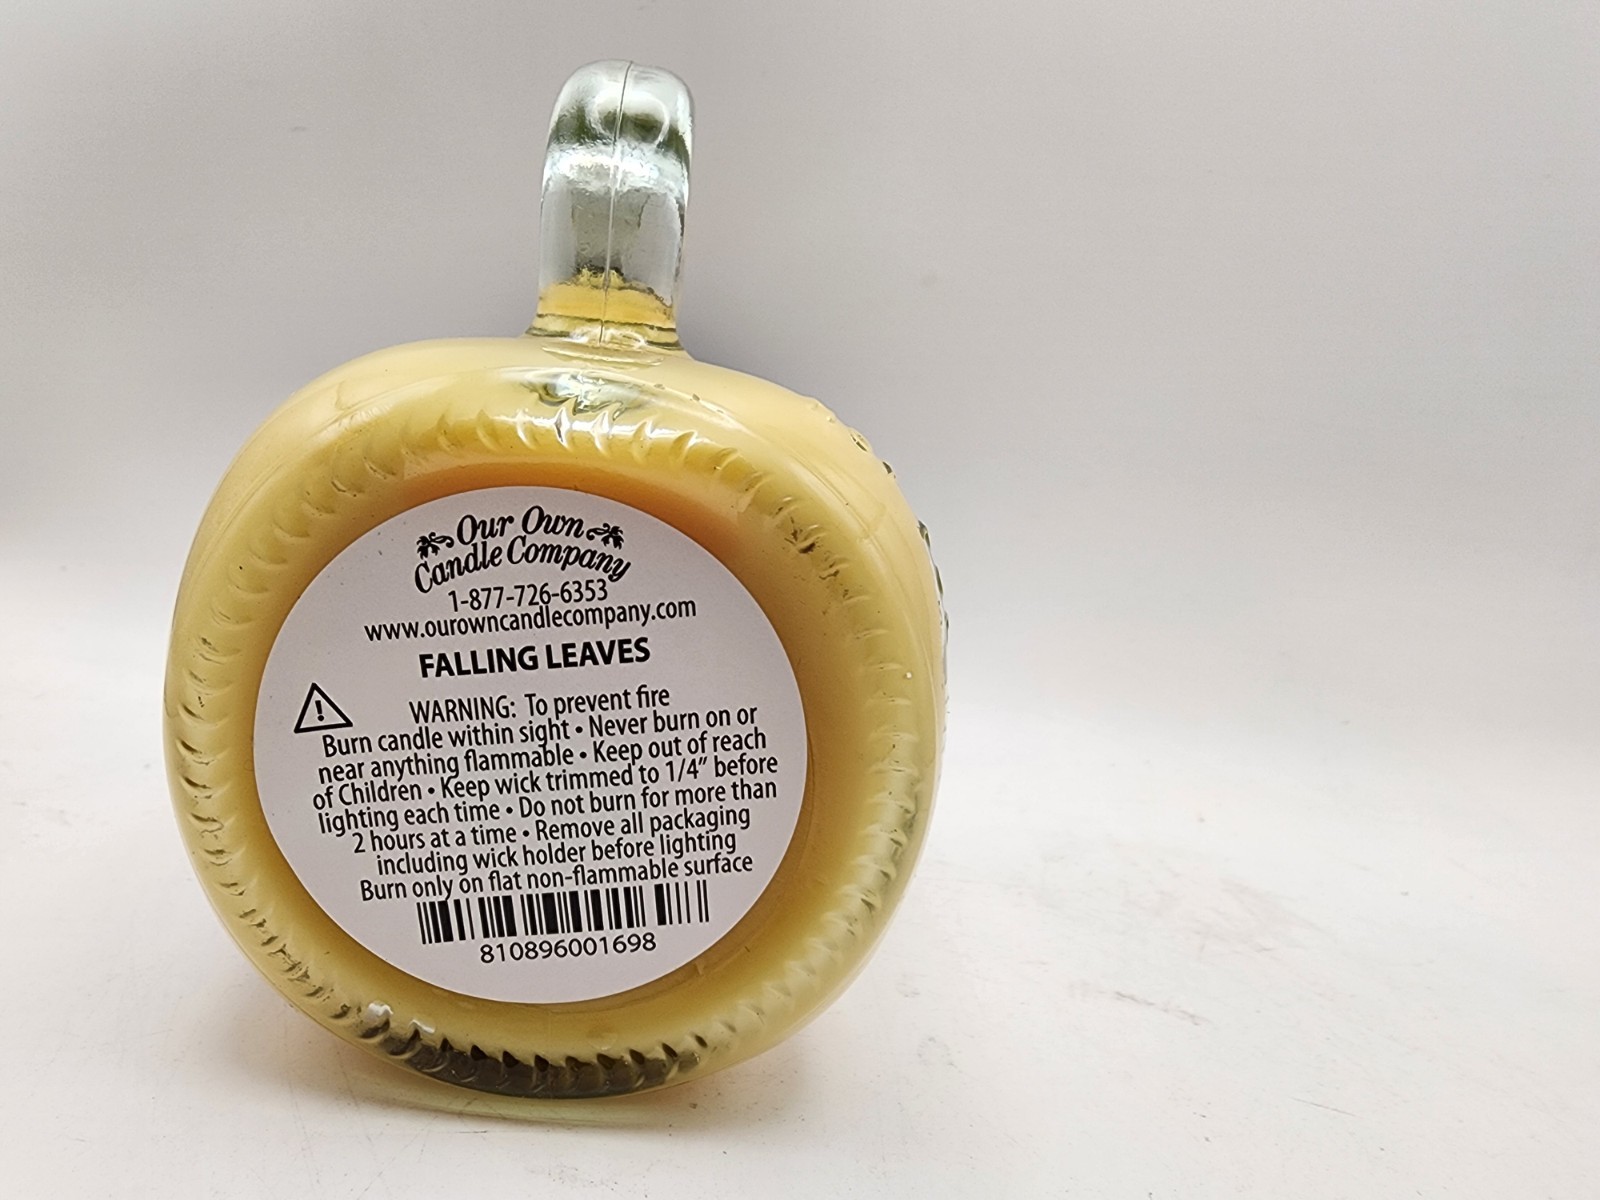 Our Own
Candle Company
1-877-726-6353
www.ourowncandlecompany.com
FALLING LEAVES
WARNING: To prevent fire
Burn candle within sight • Never burn on or
near anything flammable • Keep out of reach
of Children • Keep wick trimmed to 1/4” before
lighting each time • Do not burn for more than
2 hours at a time • Remove all packaging
including wick holder before lighting
Burn only on flat non-flammable surface
810896001698